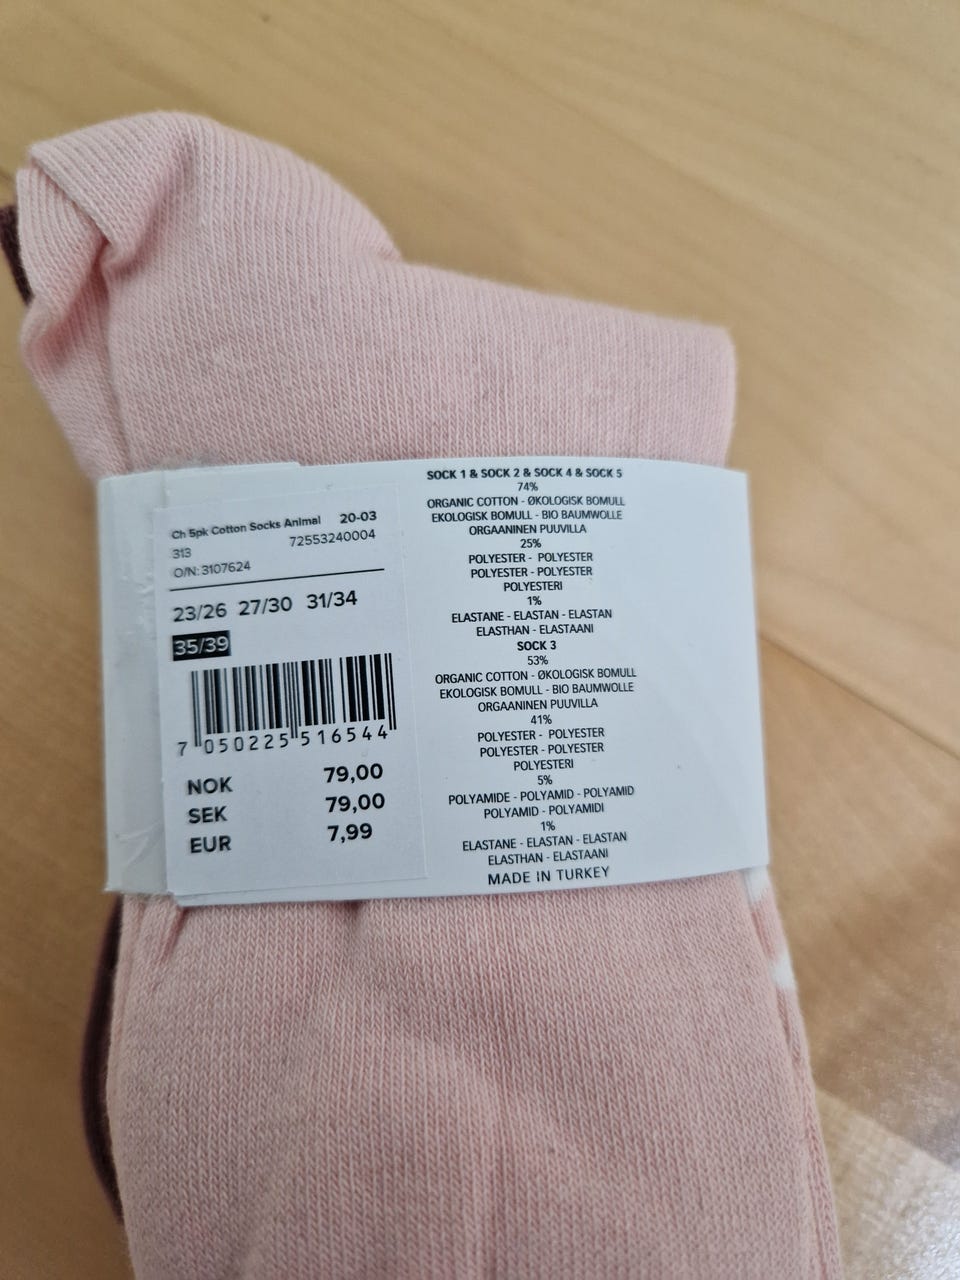 Ch 5pk Cotton Socks Animal 20-03
313 72553240004
O/N: 3107624
23/26 27/30 31/34
35/39
7 050225 516544
NOK 79,00
SEK 79,00
EUR 7,99
SOCK 1 & SOCK 2 & SOCK 4 & SOCK 5
74%
ORGANIC COTTON - ØKOLOGISK BOMULL
EKOLOGISK BOMULL - BIO BAUMWOLLE
ORGAANINEN PUUVILLA
25%
POLYESTER - POLYESTER
POLYESTER - POLYESTER
POLYESTERI
1%
ELASTANE - ELASTAN - ELASTAN
ELASTHAN - ELASTAANI
SOCK 3
53%
ORGANIC COTTON - ØKOLOGISK BOMULL
EKOLOGISK BOMULL - BIO BAUMWOLLE
ORGAANINEN PUUVILLA
41%
POLYESTER - POLYESTER
POLYESTER - POLYESTER
POLYESTERI
5%
POLYAMIDE - POLYAMID - POLYAMID
POLYAMID - POLYAMIDI
1%
ELASTANE - ELASTAN - ELASTAN
ELASTHAN - ELASTAANI
MADE IN TURKEY